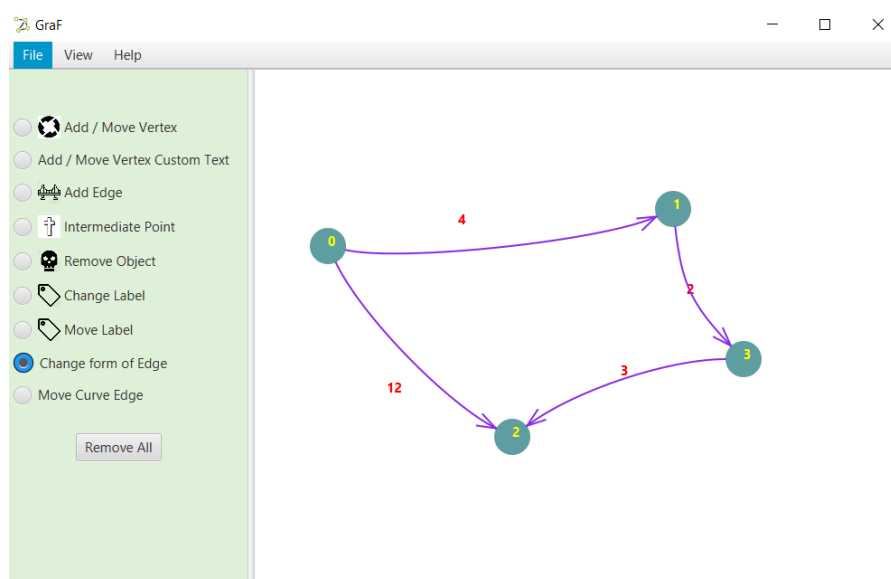 GraF
File View Help
Add / Move Vertex
Add / Move Vertex Custom Text
Add Edge
Intermediate Point
Remove Object
Change Label
Move Label
Change form of Edge
Move Curve Edge
Remove All
1
4
0
2
3
3
12
2